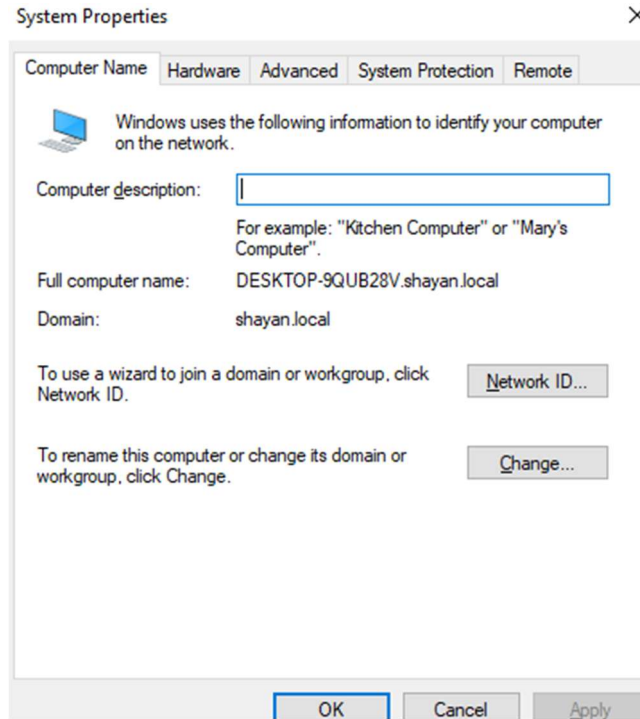 System Properties
Computer Name Hardware Advanced System Protection Remote
Windows uses the following information to identify your computer
on the network.
Computer description:
For example: "Kitchen Computer" or "Mary's
Computer".
Full computer name: DESKTOP-9QUB28V.shayan.local
Domain: shayan.local
To use a wizard to join a domain or workgroup, click
Network ID.
Network ID...
To rename this computer or change its domain or
workgroup, click Change.
Change...
OK Cancel Apply